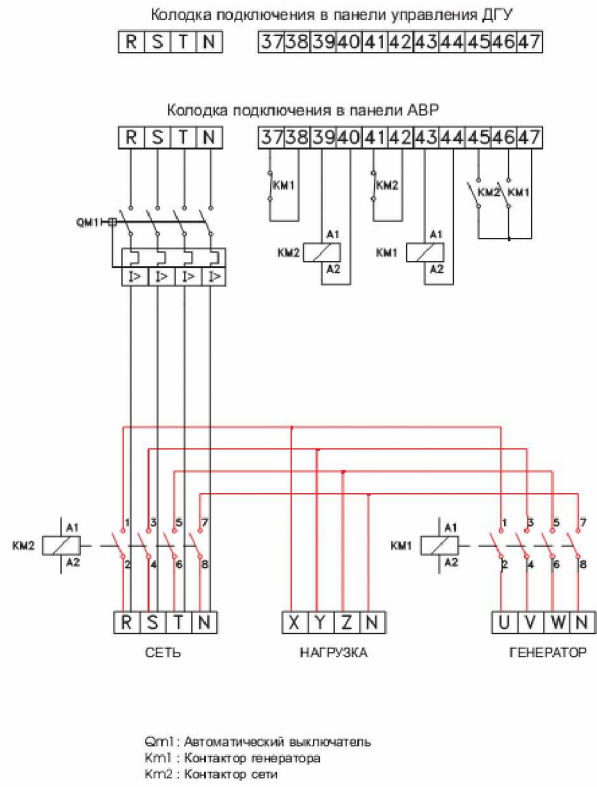 Колодка подключения в панели управления ДГУ
R S T N 37 38 39 40 41 42 43 44 45 46 47
Колодка подключения в панели АВР
R S T N 37 38 39 40 41 42 43 44 45 46 47
KM1 KM2 KM2 KM1
QM1
A1 A1
KM2 KM1
A2 A2
I> I> I> I>
1 3 5 7 1 3 5 7
A1 A1
KM2 KM1
A2 A2
2 4 6 8 2 4 6 8
R S T N X Y Z N U V W N
СЕТЬ НАГРУЗКА ГЕНЕРАТОР
Qm1 : Автоматический выключатель
Km1 : Контактор генератора
Km2 : Контактор сети